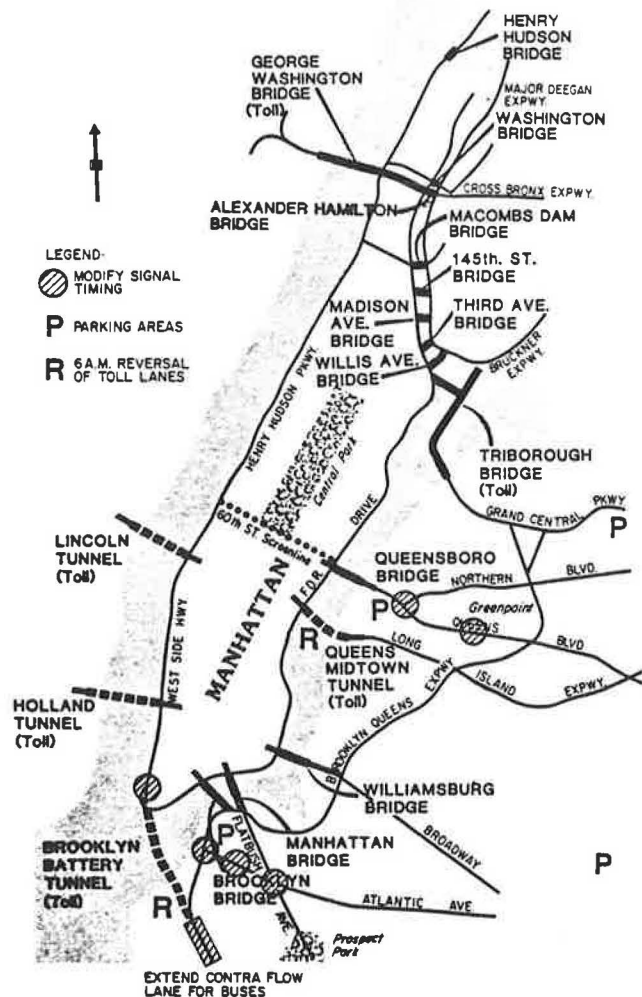 HENRY
HUDSON
BRIDGE
GEORGE
WASHINGTON
BRIDGE
(Toll)
MAJOR DEEGAN
EXPWY.
WASHINGTON
BRIDGE
CROSS BRONX EXPWY.
ALEXANDER HAMILTON
BRIDGE
MACOMBS DAM
BRIDGE
LEGEND-
MODIFY SIGNAL
TIMING
P PARKING AREAS
R 6 A.M. REVERSAL
OF TOLL LANES
145th. ST.
BRIDGE
MADISON
AVE.
BRIDGE
THIRD AVE.
BRIDGE
WILLIS AVE.
BRIDGE
BRUCKNER
EXPWY.
HENRY HUDSON PKWY.
Central Park
TRIBOROUGH
BRIDGE
(Toll)
GRAND CENTRAL PKWY
P
60th ST. Screenline
F.D.R. DRIVE
LINCOLN
TUNNEL
(Toll)
QUEENSBORO
BRIDGE
NORTHERN BLVD.
P
Greenpoint
QUEENS BLVD
MANHATTAN
R
QUEENS
MIDTOWN
TUNNEL
(Toll)
LONG ISLAND EXPWY.
WEST SIDE HWY
HOLLAND
TUNNEL
(Toll)
BROOKLYN QUEENS EXPWY
WILLIAMSBURG
BRIDGE
BROADWAY
P
FLATBUSH AVE.
MANHATTAN
BRIDGE
BROOKLYN
BRIDGE
BROOKLYN
BATTERY
TUNNEL
(Toll)
P
R
ATLANTIC AVE
Prospect
Park
EXTEND CONTRA FLOW
LANE FOR BUSES